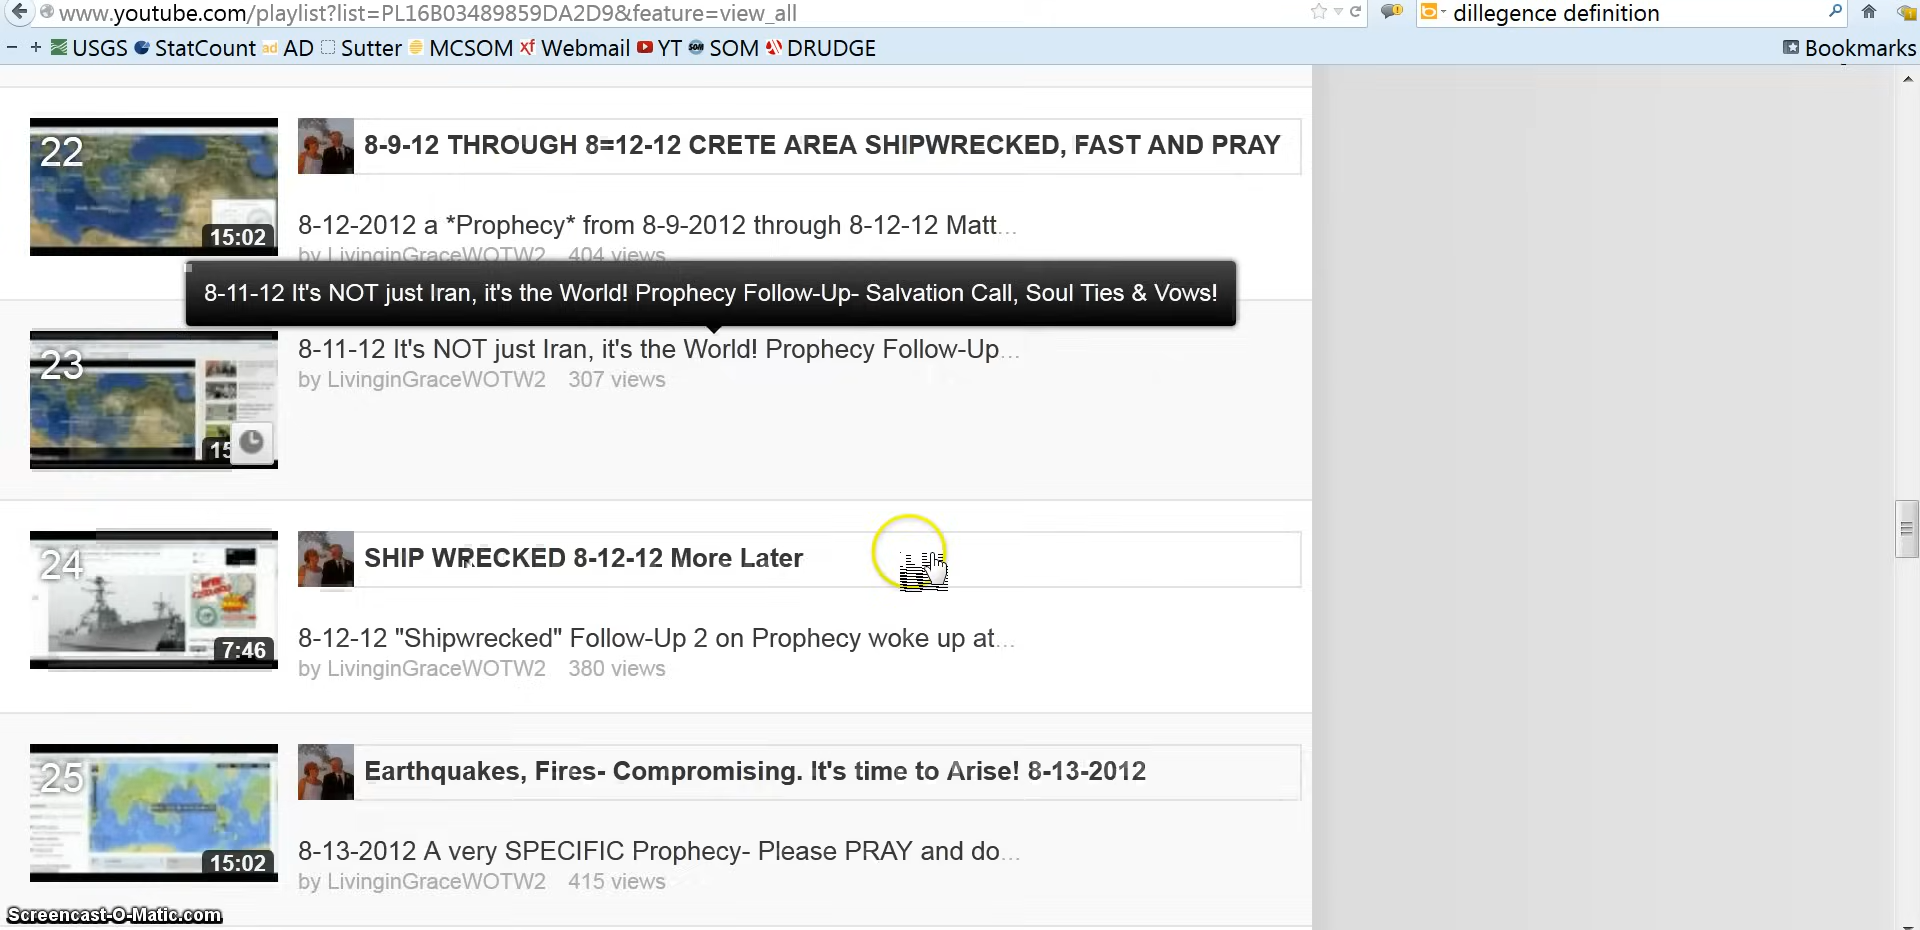 www.youtube.com/playlist?list=PL16B03489859DA2D9&feature=view_all
dillegence definition
USGS StatCount ad AD Sutter MCSOM xf Webmail YT SOM DRUDGE
Bookmarks
22
15:02
8-9-12 THROUGH 8=12-12 CRETE AREA SHIPWRECKED, FAST AND PRAY
8-12-2012 a *Prophecy* from 8-9-2012 through 8-12-12 Matt...
by LivinginGraceWOTW2 404 views
8-11-12 It's NOT just Iran, it's the World! Prophecy Follow-Up- Salvation Call, Soul Ties & Vows!
23
15
8-11-12 It's NOT just Iran, it's the World! Prophecy Follow-Up...
by LivinginGraceWOTW2 307 views
24
7:46
SHIP WRECKED 8-12-12 More Later
8-12-12 "Shipwrecked" Follow-Up 2 on Prophecy woke up at...
by LivinginGraceWOTW2 380 views
25
15:02
Earthquakes, Fires- Compromising. It's time to Arise! 8-13-2012
8-13-2012 A very SPECIFIC Prophecy- Please PRAY and do...
by LivinginGraceWOTW2 415 views
Screencast-O-Matic.com